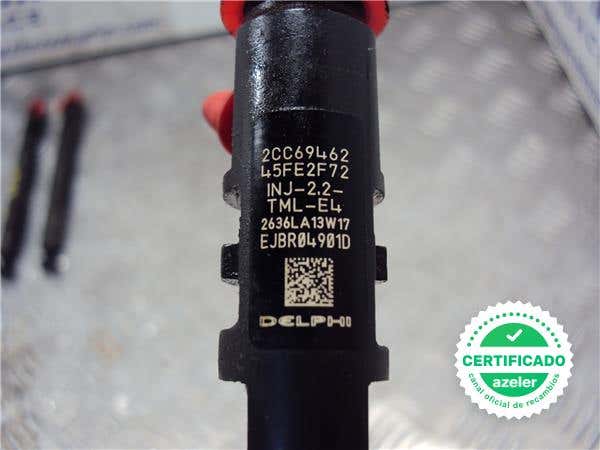 2CC69462
45FE2F72
INJ-2.2-
TML-E4
2636LA13W17
EJBR04901D
DELPHI
CERTIFICADO
azeler
canal oficial de recambios